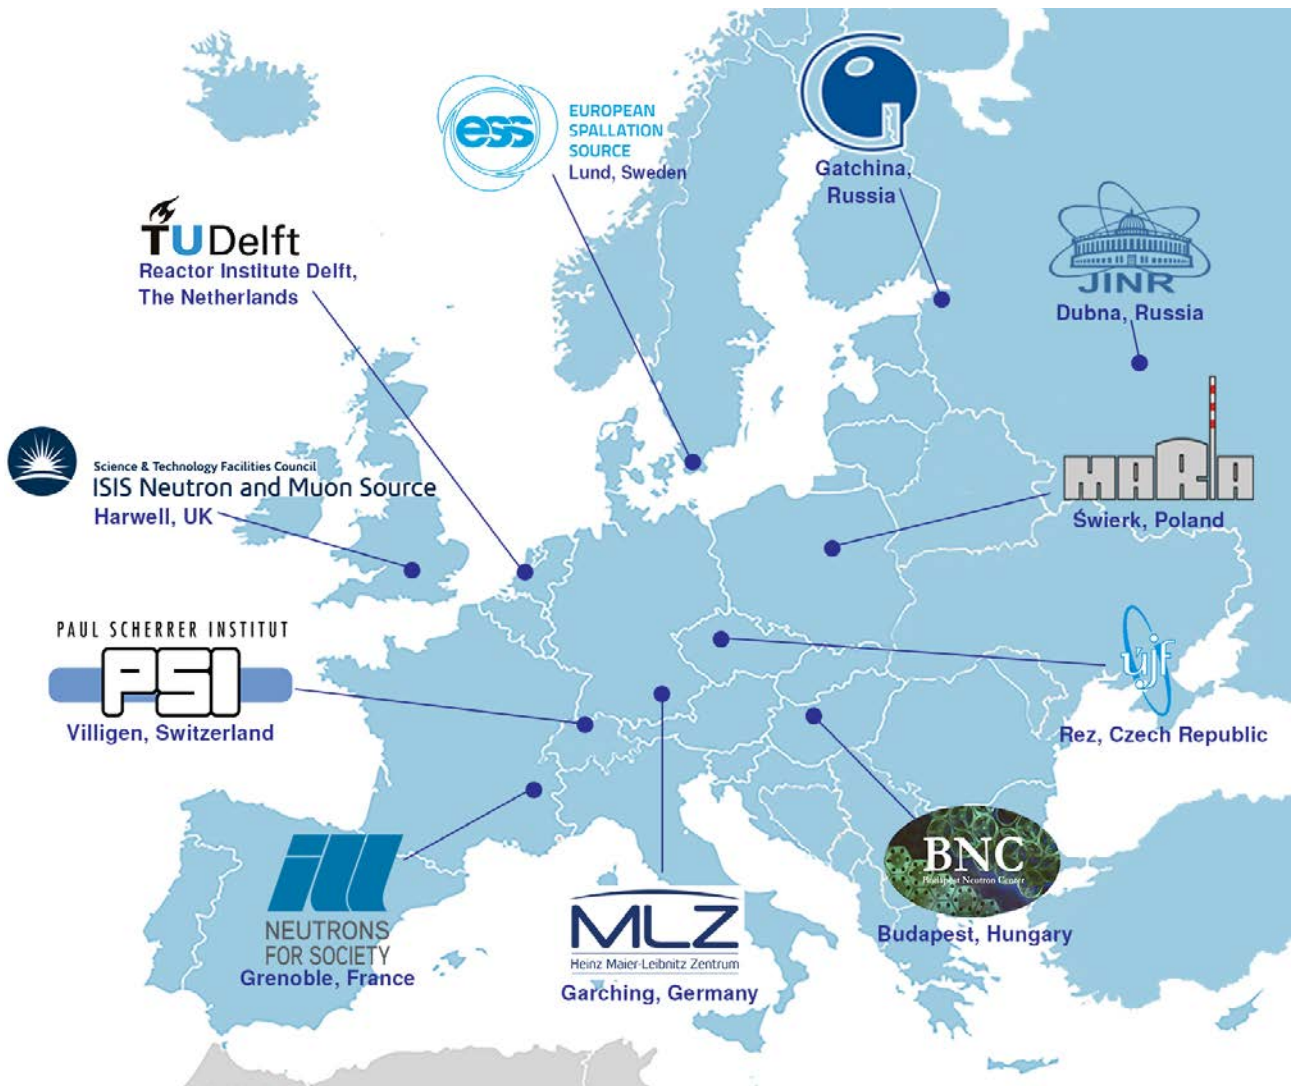 ess
EUROPEAN
SPALLATION
SOURCE
Lund, Sweden
G
Gatchina,
Russia
TUDelft
Reactor Institute Delft,
The Netherlands
JINR
Dubna, Russia
Science & Technology Facilities Council
ISIS Neutron and Muon Source
Harwell, UK
MARIA
Świerk, Poland
PAUL SCHERRER INSTITUT
PSI
Villigen, Switzerland
ujf
Rez, Czech Republic
ill
NEUTRONS
FOR SOCIETY
Grenoble, France
MLZ
Heinz Maier-Leibnitz Zentrum
Garching, Germany
BNC
Budapest Neutron Center
Budapest, Hungary